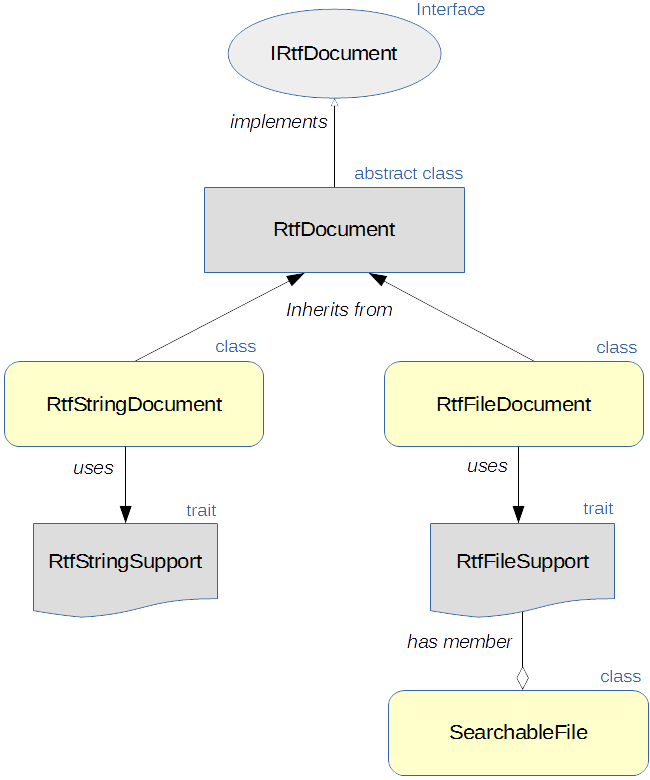 Interface
IRtfDocument
implements
abstract class
RtfDocument
Inherits from
class
class
RtfStringDocument
RtfFileDocument
uses
uses
trait
trait
RtfStringSupport
RtfFileSupport
has member
class
SearchableFile